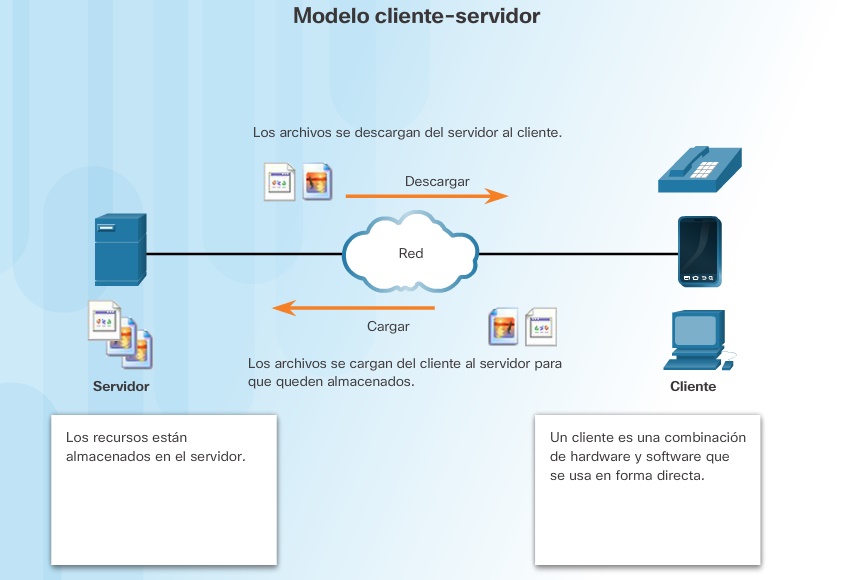 Modelo cliente-servidor
Los archivos se descargan del servidor al cliente.
Descargar
Red
Cargar
Los archivos se cargan del cliente al servidor para
que queden almacenados.
Servidor
Cliente
Los recursos están
almacenados en el servidor.
Un cliente es una combinación
de hardware y software que
se usa en forma directa.